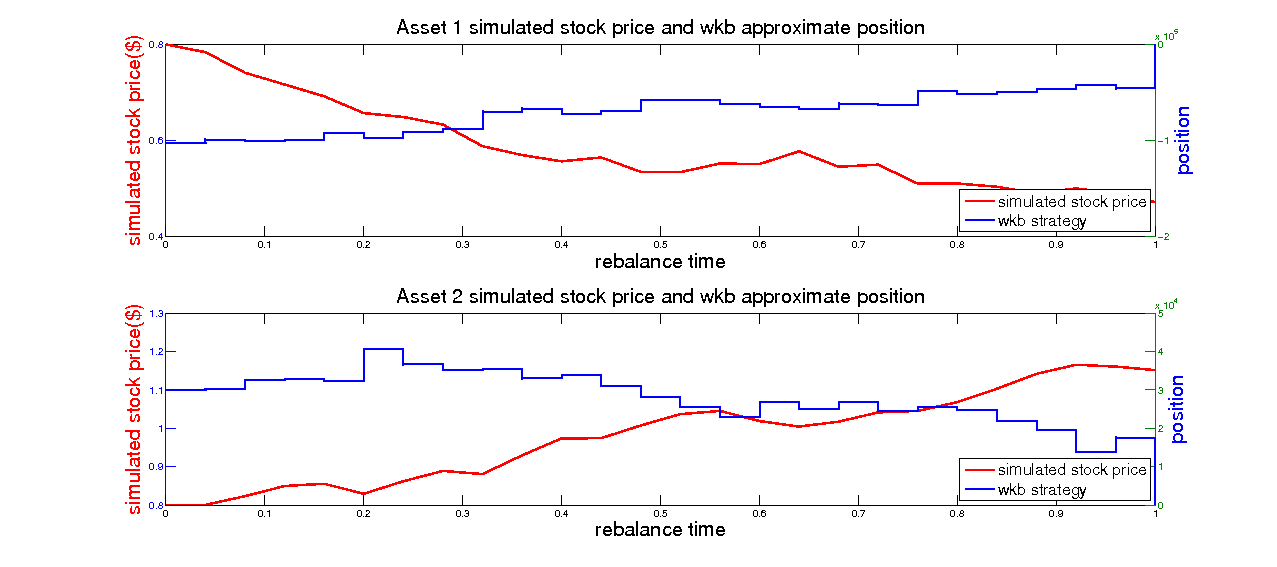 Asset 1 simulated stock price and wkb approximate position
x 10
simulated stock price($)
0.8
0.6
0.4
0
-1
-2
position
simulated stock price
wkb strategy
0 0.1 0.2 0.3 0.4 0.5 0.6 0.7 0.8 0.9 1
rebalance time
Asset 2 simulated stock price and wkb approximate position
x 10^4
simulated stock price($)
1.3
1.2
1.1
1
0.9
0.8
5
4
3
2
1
0
position
simulated stock price
wkb strategy
0 0.1 0.2 0.3 0.4 0.5 0.6 0.7 0.8 0.9 1
rebalance time